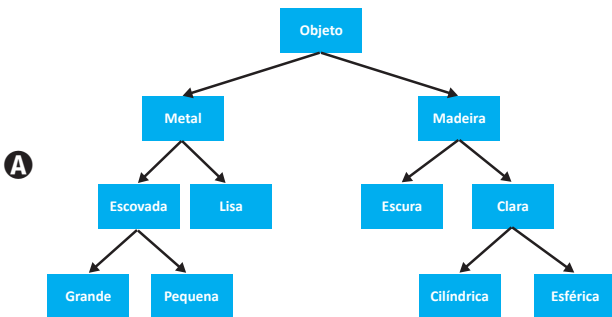 Objeto
Metal
Madeira
A
Escovada
Lisa
Escura
Clara
Grande
Pequena
Cilíndrica
Esférica